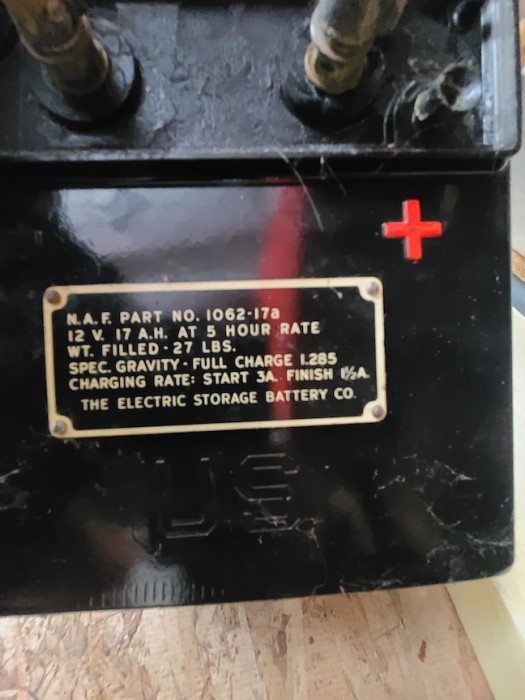 +
N.A.F. PART NO. 1062-17a
12 V. 17 A.H. AT 5 HOUR RATE
WT. FILLED - 27 LBS.
SPEC. GRAVITY - FULL CHARGE 1.285
CHARGING RATE: START 3A. FINISH 1½A.
THE ELECTRIC STORAGE BATTERY CO.
US